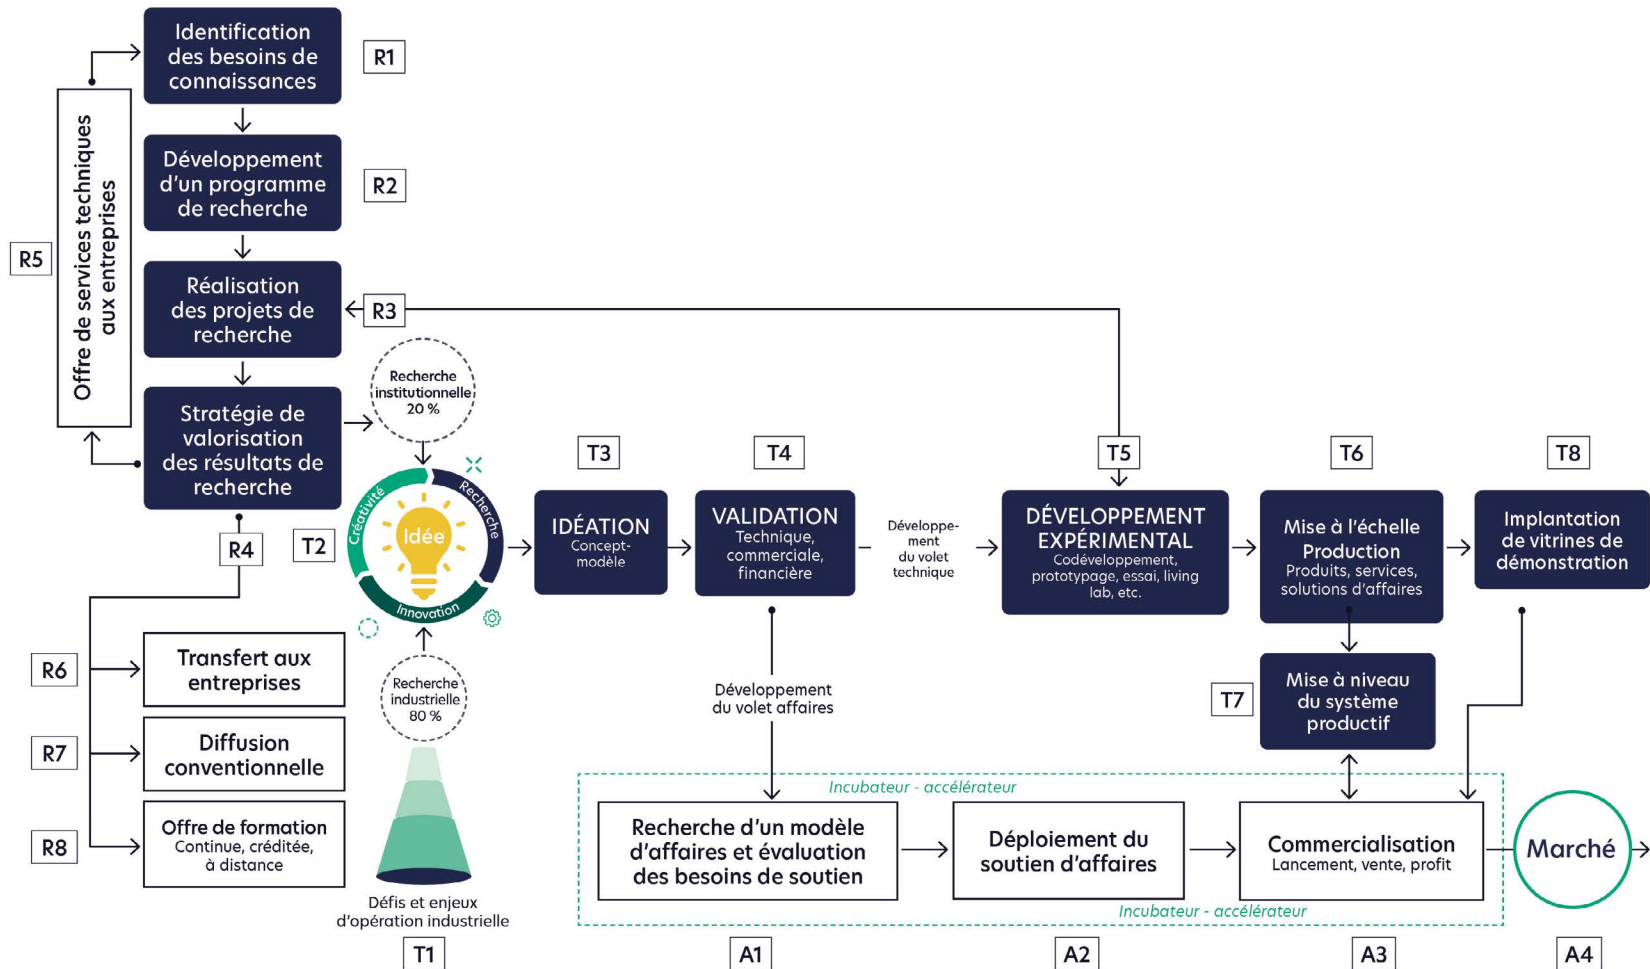 Identification
des besoins de
connaissances
R1
Développement
d'un programme
de recherche
R2
Offre de services techniques
aux entreprises
R5
Réalisation
des projets de
recherche
R3
Stratégie de
valorisation
des résultats de
recherche
Recherche
institutionnelle
20 %
R4
T2
Créativité
Recherche
Innovation
Idée
T3
IDÉATION
Concept-
modèle
T4
VALIDATION
Technique,
commerciale,
financière
Développe-
ment
du volet
technique
T5
DÉVELOPPEMENT
EXPÉRIMENTAL
Codéveloppement,
prototypage, essai, living
lab, etc.
T6
Mise à l'échelle
Production
Produits, services,
solutions d'affaires
T8
Implantation
de vitrines de
démonstration
R6
Transfert aux
entreprises
R7
Diffusion
conventionnelle
R8
Offre de formation
Continue, créditée,
à distance
Recherche
industrielle
80 %
Défis et enjeux
d'opération industrielle
T1
Développement
du volet affaires
T7
Mise à niveau
du système
productif
Incubateur - accélérateur
Recherche d'un modèle
d'affaires et évaluation
des besoins de soutien
Déploiement du
soutien d'affaires
Commercialisation
Lancement, vente, profit
Marché
Incubateur - accélérateur
A1
A2
A3
A4